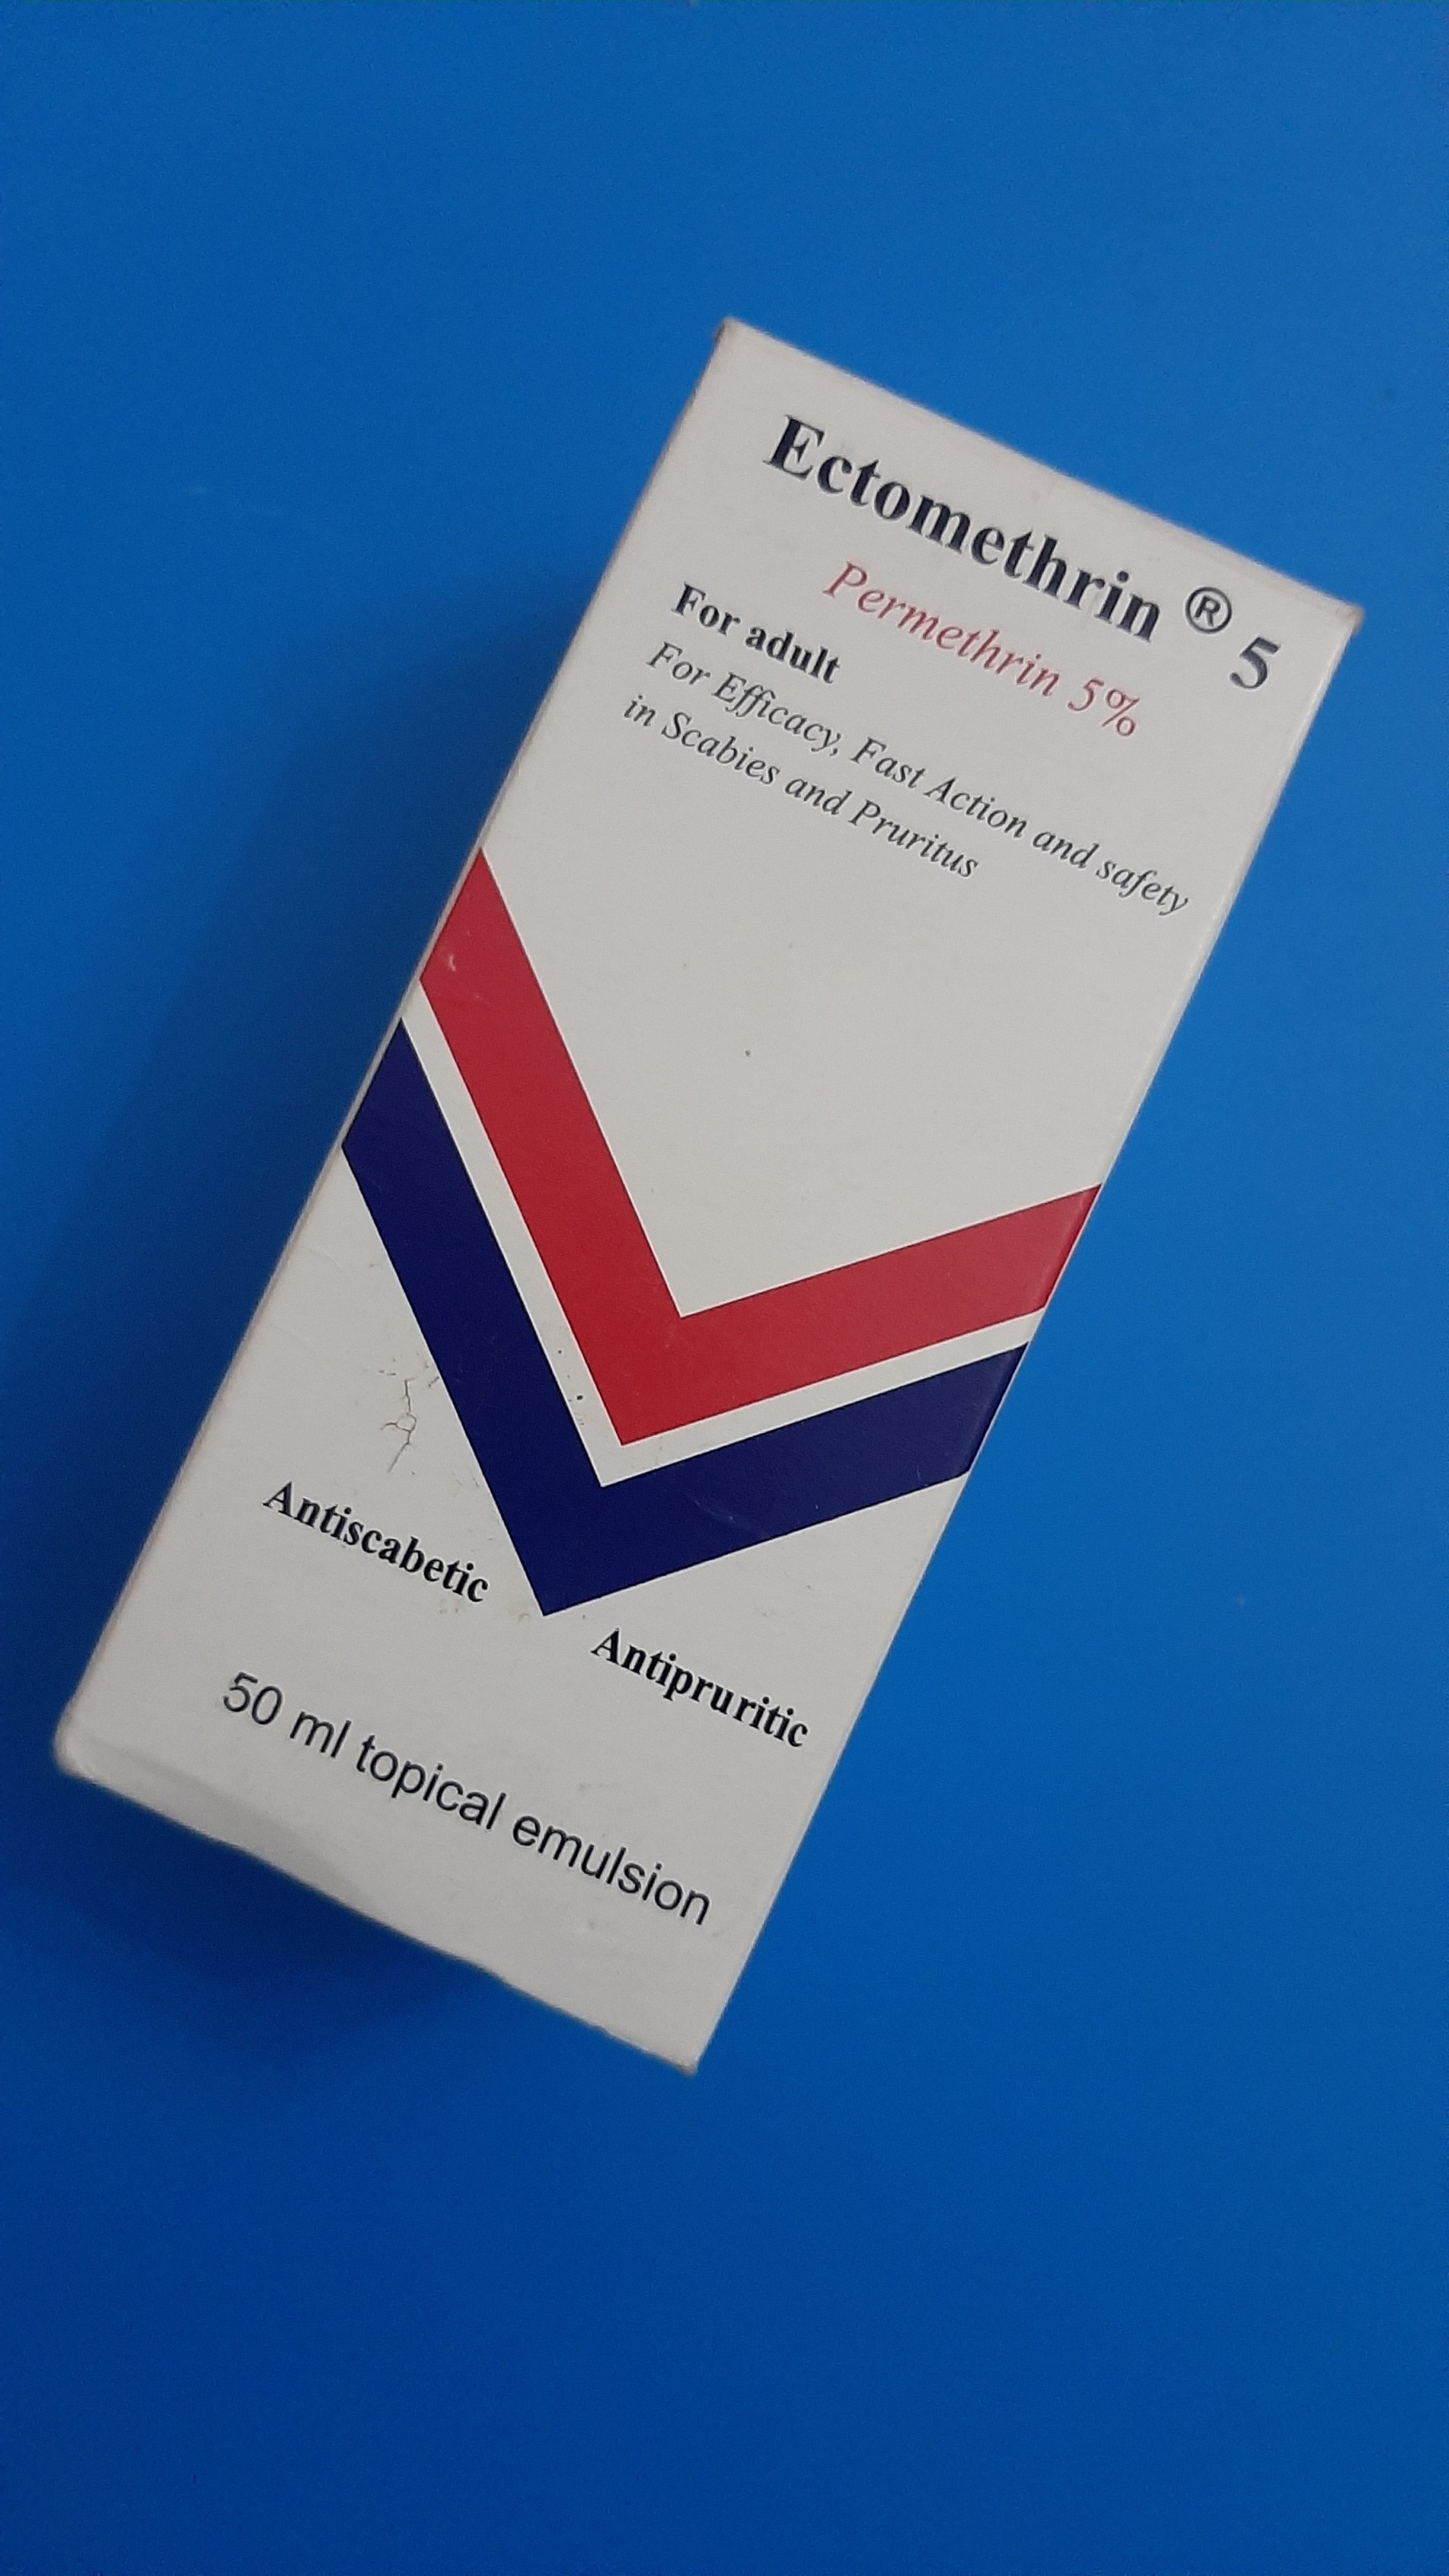 Ectomethrin ® 5
Permethrin 5%
For adult
For Efficacy, Fast Action and safety
in Scabies and Pruritus
Antiscabetic
Antipruritic
50 ml topical emulsion